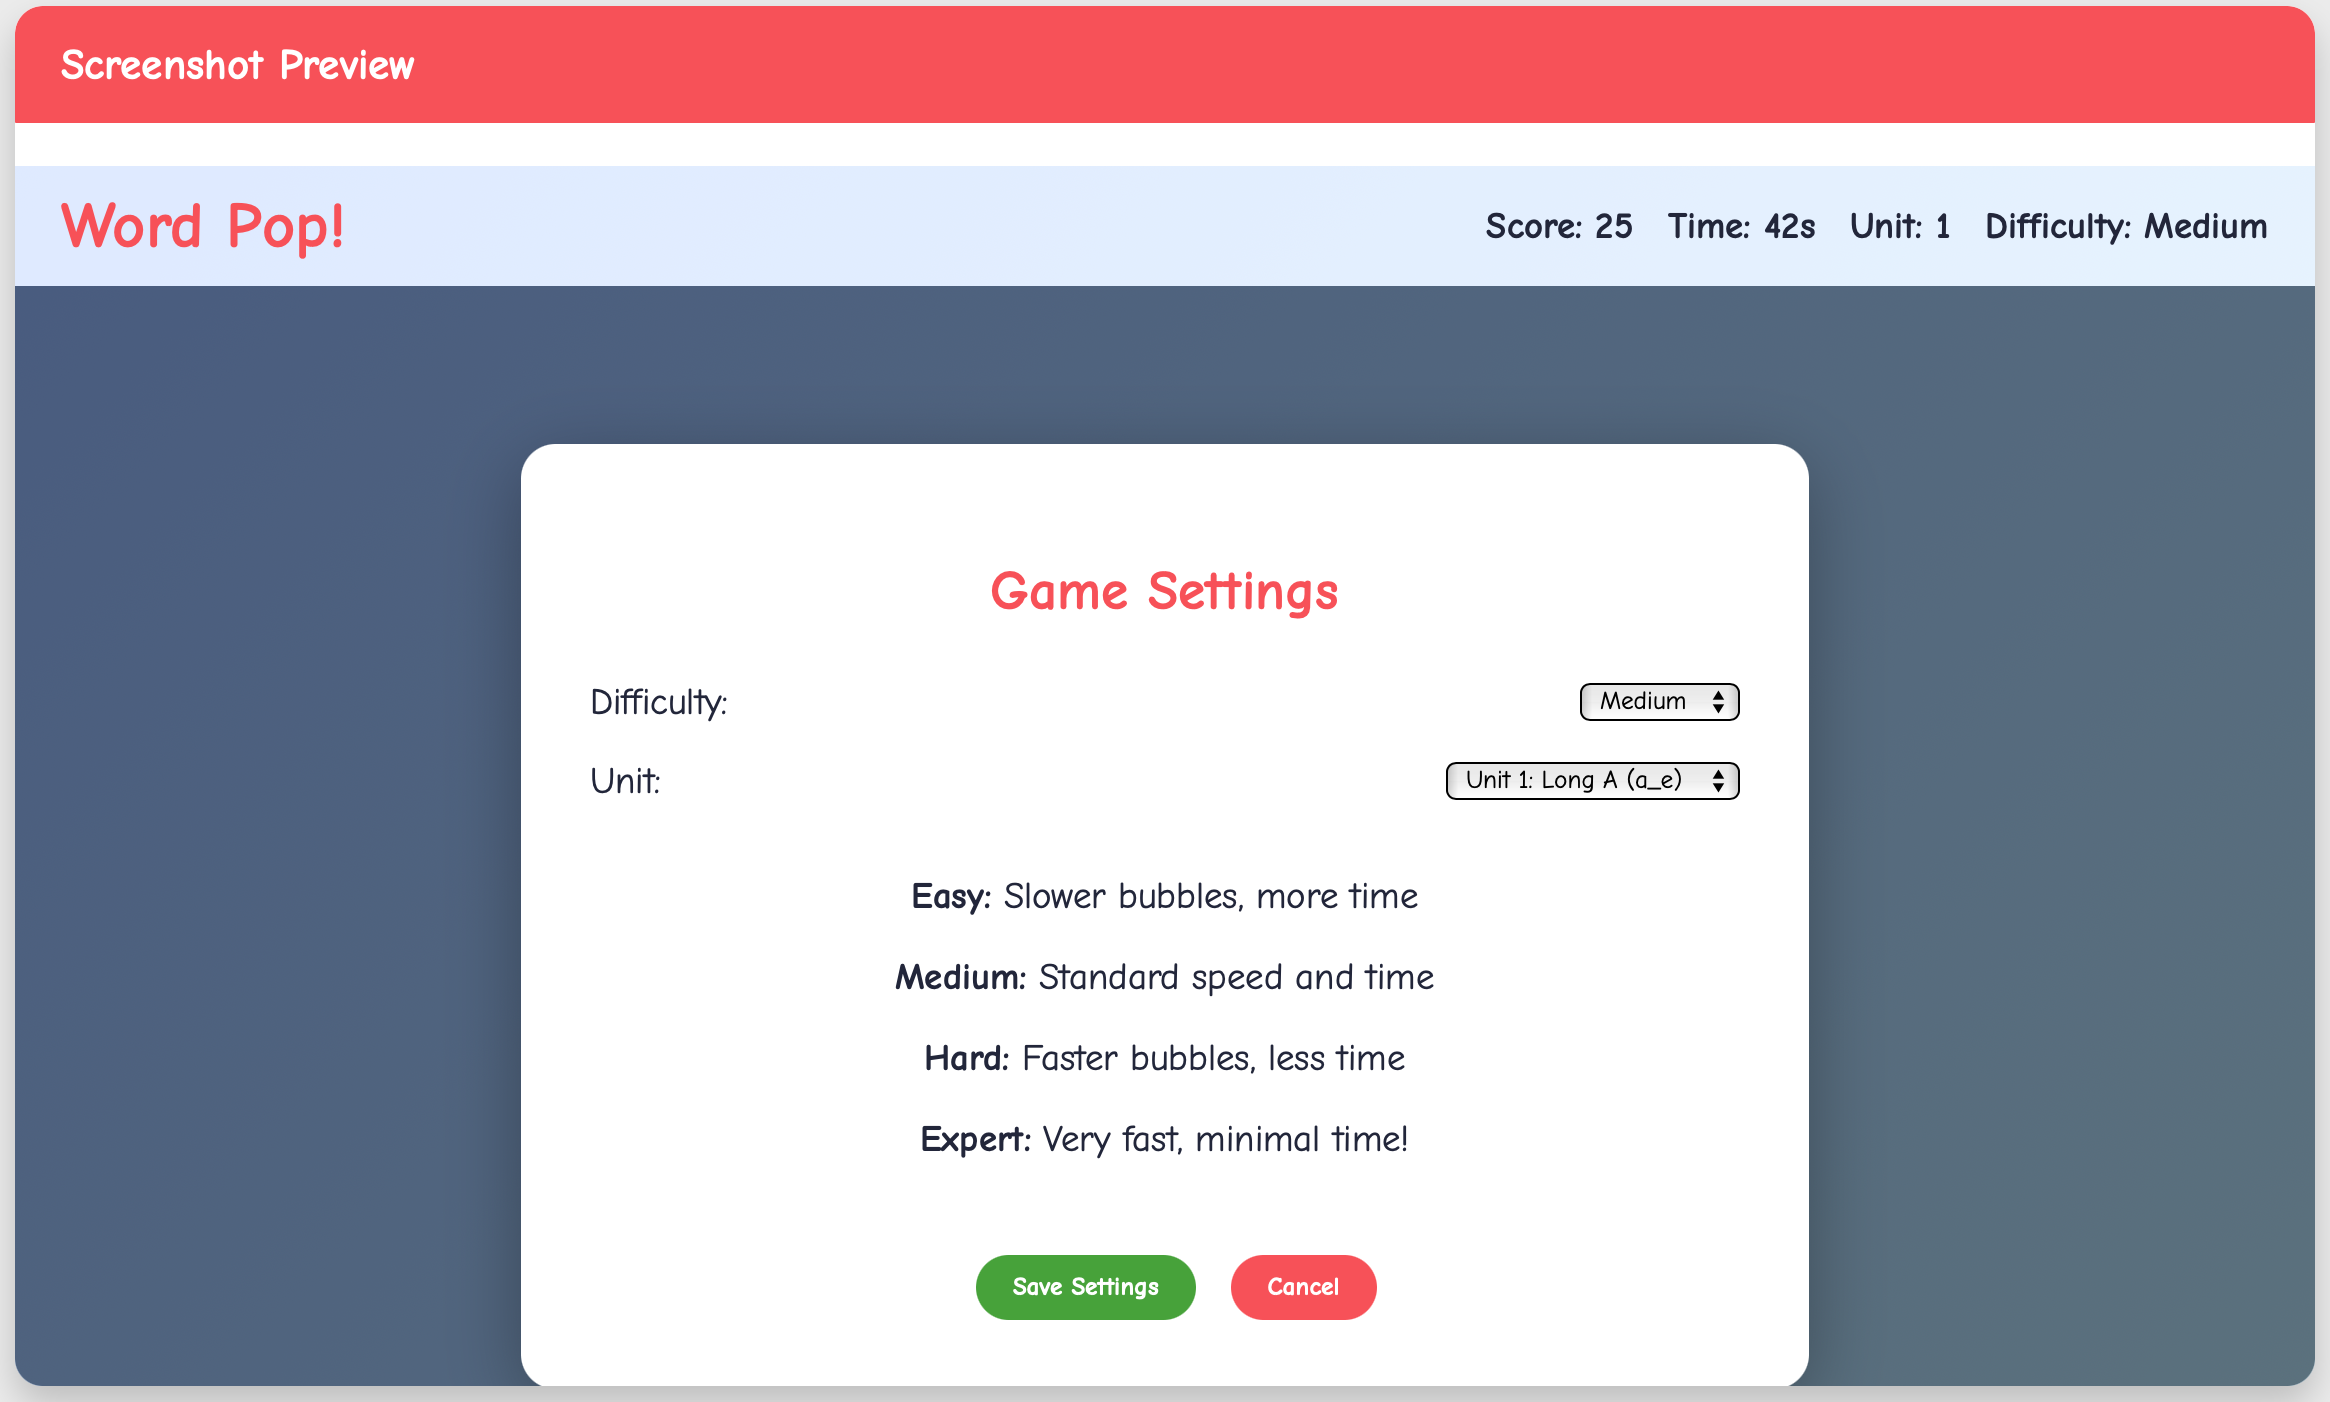 Screenshot Preview
Word Pop!
Score: 25 Time: 42s Unit: 1 Difficulty: Medium
Game Settings
Difficulty: Medium
Unit: Unit 1: Long A (a_e)
Easy: Slower bubbles, more time
Medium: Standard speed and time
Hard: Faster bubbles, less time
Expert: Very fast, minimal time!
Save Settings Cancel